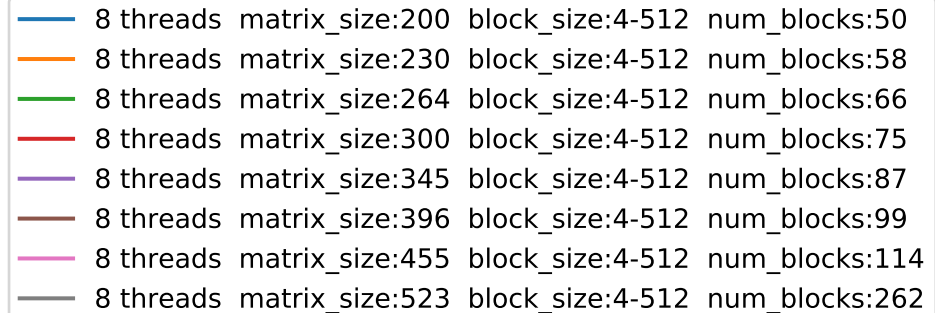 8 threads matrix_size:200 block_size:4-512 num_blocks:50
8 threads matrix_size:230 block_size:4-512 num_blocks:58
8 threads matrix_size:264 block_size:4-512 num_blocks:66
8 threads matrix_size:300 block_size:4-512 num_blocks:75
8 threads matrix_size:345 block_size:4-512 num_blocks:87
8 threads matrix_size:396 block_size:4-512 num_blocks:99
8 threads matrix_size:455 block_size:4-512 num_blocks:114
8 threads matrix_size:523 block_size:4-512 num_blocks:262